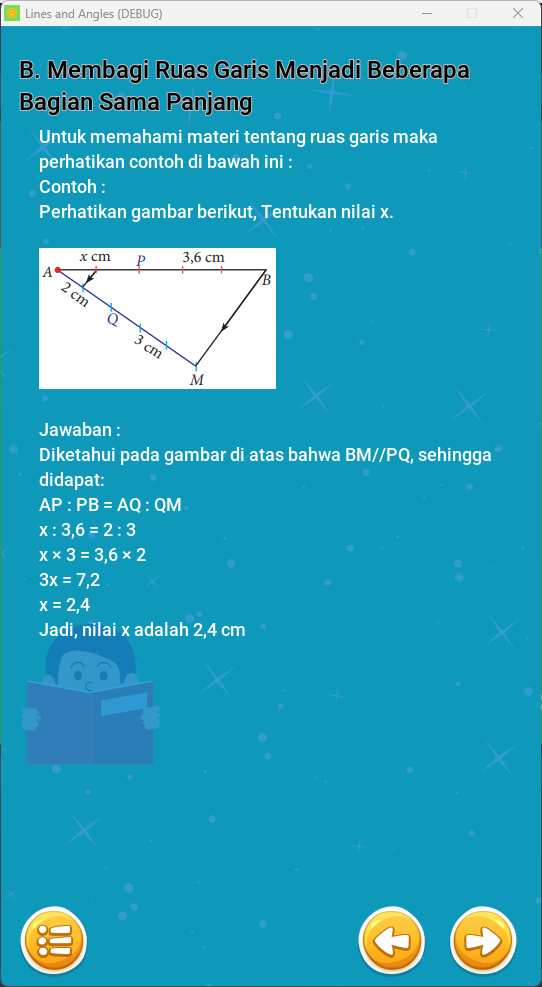 Lines and Angles (DEBUG)
B. Membagi Ruas Garis Menjadi Beberapa
Bagian Sama Panjang
Untuk memahami materi tentang ruas garis maka
perhatikan contoh di bawah ini :
Contoh :
Perhatikan gambar berikut, Tentukan nilai x.
x cm P 3,6 cm
A B
2 cm
Q
3 cm
M
Jawaban :
Diketahui pada gambar di atas bahwa BM//PQ, sehingga
didapat:
AP : PB = AQ : QM
x : 3,6 = 2 : 3
x × 3 = 3,6 × 2
3x = 7,2
x = 2,4
Jadi, nilai x adalah 2,4 cm